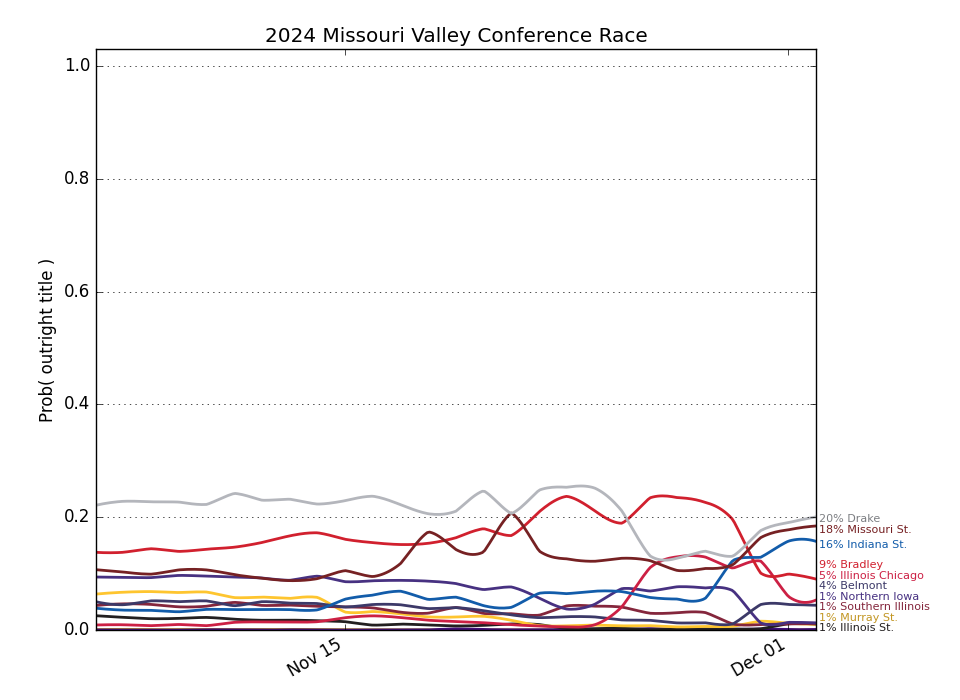 2024 Missouri Valley Conference Race
1.0
0.8
0.6
0.4
0.2
0.0
Prob( outright title )
Nov 15
Dec 01
20% Drake
18% Missouri St.
16% Indiana St.
9% Bradley
5% Illinois Chicago
4% Belmont
1% Northern Iowa
1% Southern Illinois
1% Murray St.
1% Illinois St.